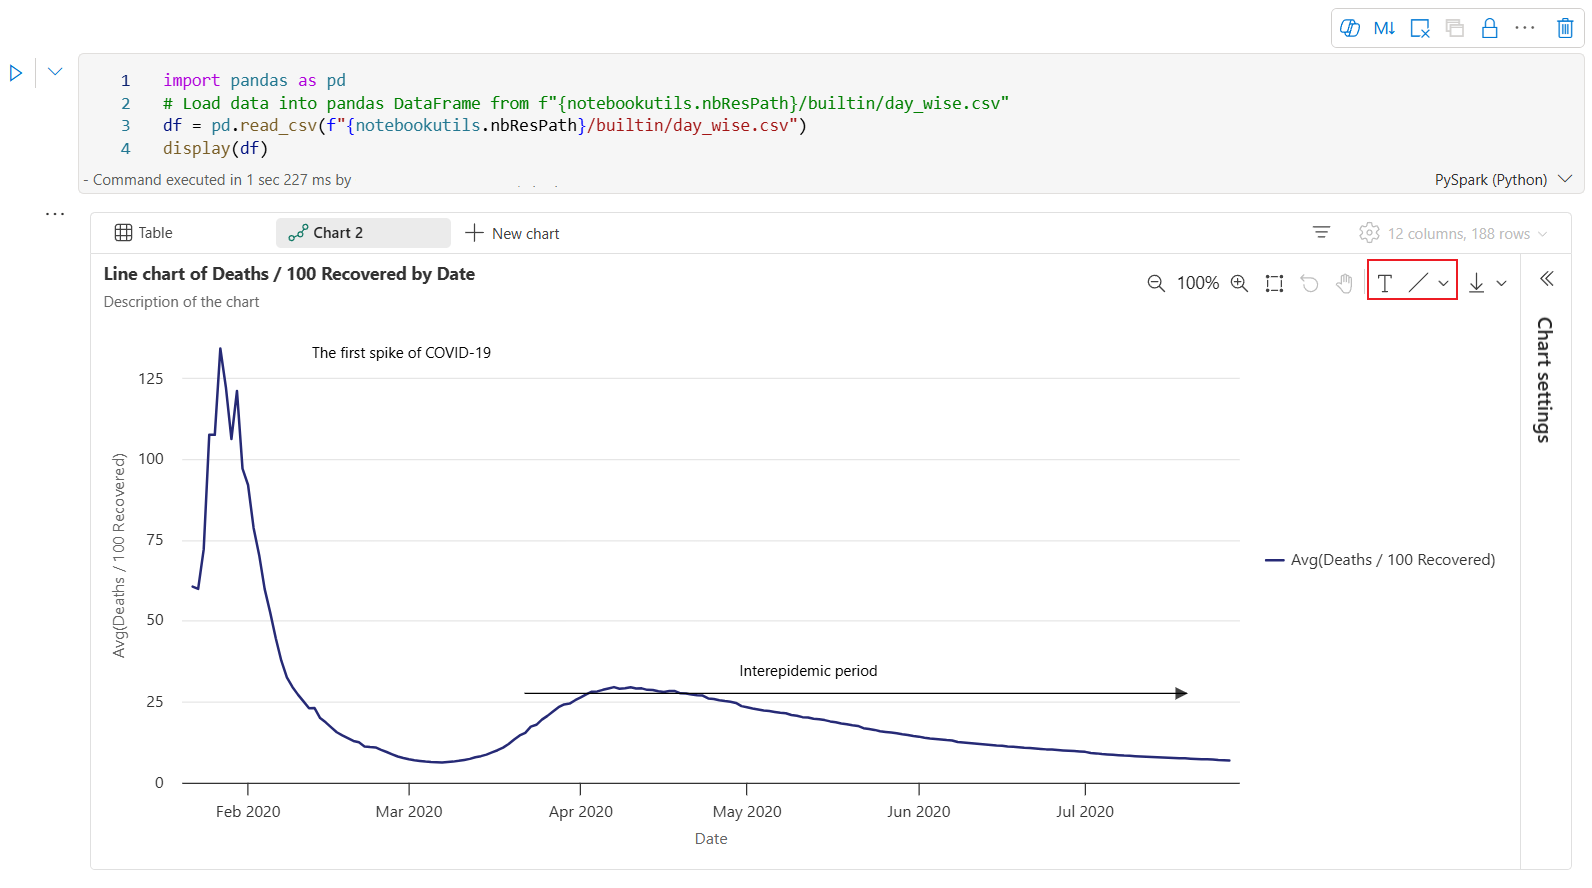 M↓
1 import pandas as pd
2 # Load data into pandas DataFrame from f"{notebookutils.nbResPath}/builtin/day_wise.csv"
3 df = pd.read_csv(f"{notebookutils.nbResPath}/builtin/day_wise.csv")
4 display(df)
- Command executed in 1 sec 227 ms by
PySpark (Python)
Table
Chart 2
New chart
12 columns, 188 rows
Line chart of Deaths / 100 Recovered by Date
Description of the chart
100%
T
Chart settings
The first spike of COVID-19
125
100
75
50
25
0
Avg(Deaths / 100 Recovered)
Interepidemic period
Avg(Deaths / 100 Recovered)
Feb 2020 Mar 2020 Apr 2020 May 2020 Jun 2020 Jul 2020
Date